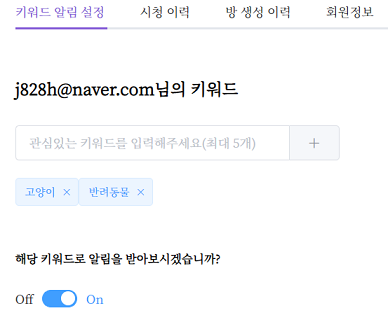 키워드 알림 설정 시청 이력 방 생성 이력 회원정보
j828h@naver.com님의 키워드
관심있는 키워드를 입력해주세요(최대 5개) +
고양이 × 반려동물 ×
해당 키워드로 알림을 받아보시겠습니까?
Off On